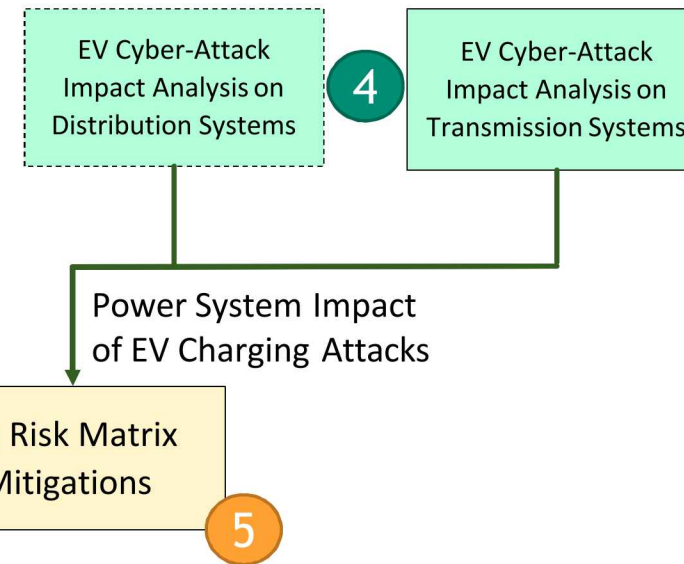 EV Cyber-Attack
Impact Analysis on
Distribution Systems
4
EV Cyber-Attack
Impact Analysis on
Transmission Systems
Power System Impact
of EV Charging Attacks
Risk Matrix
Mitigations
5